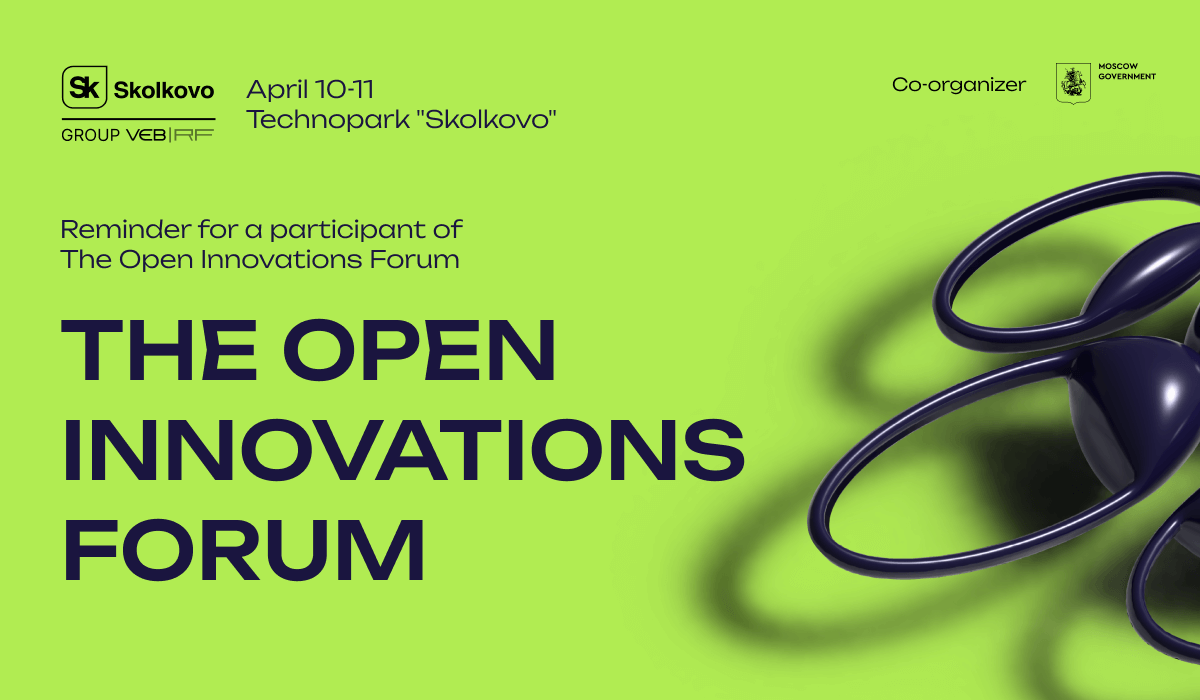 Sk Skolkovo
GROUP VEB|RF
April 10-11
Technopark "Skolkovo"
Co-organizer
MOSCOW
GOVERNMENT
Reminder for a participant of
The Open Innovations Forum
THE OPEN
INNOVATIONS
FORUM